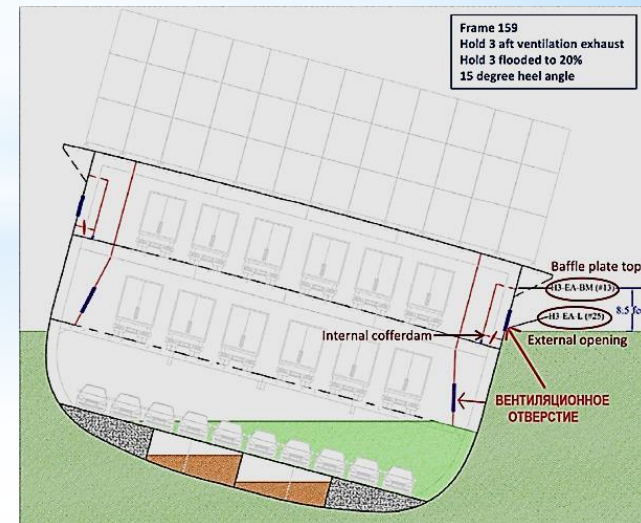 Frame 159
Hold 3 aft ventilation exhaust
Hold 3 flooded to 20%
15 degree heel angle
Baffle plate top
H3-EA-BM (#13)
8.5 fe
H3-EA-L (#25)
Internal cofferdam
External opening
ВЕНТИЛЯЦИОННОЕ
ОТВЕРСТИЕ